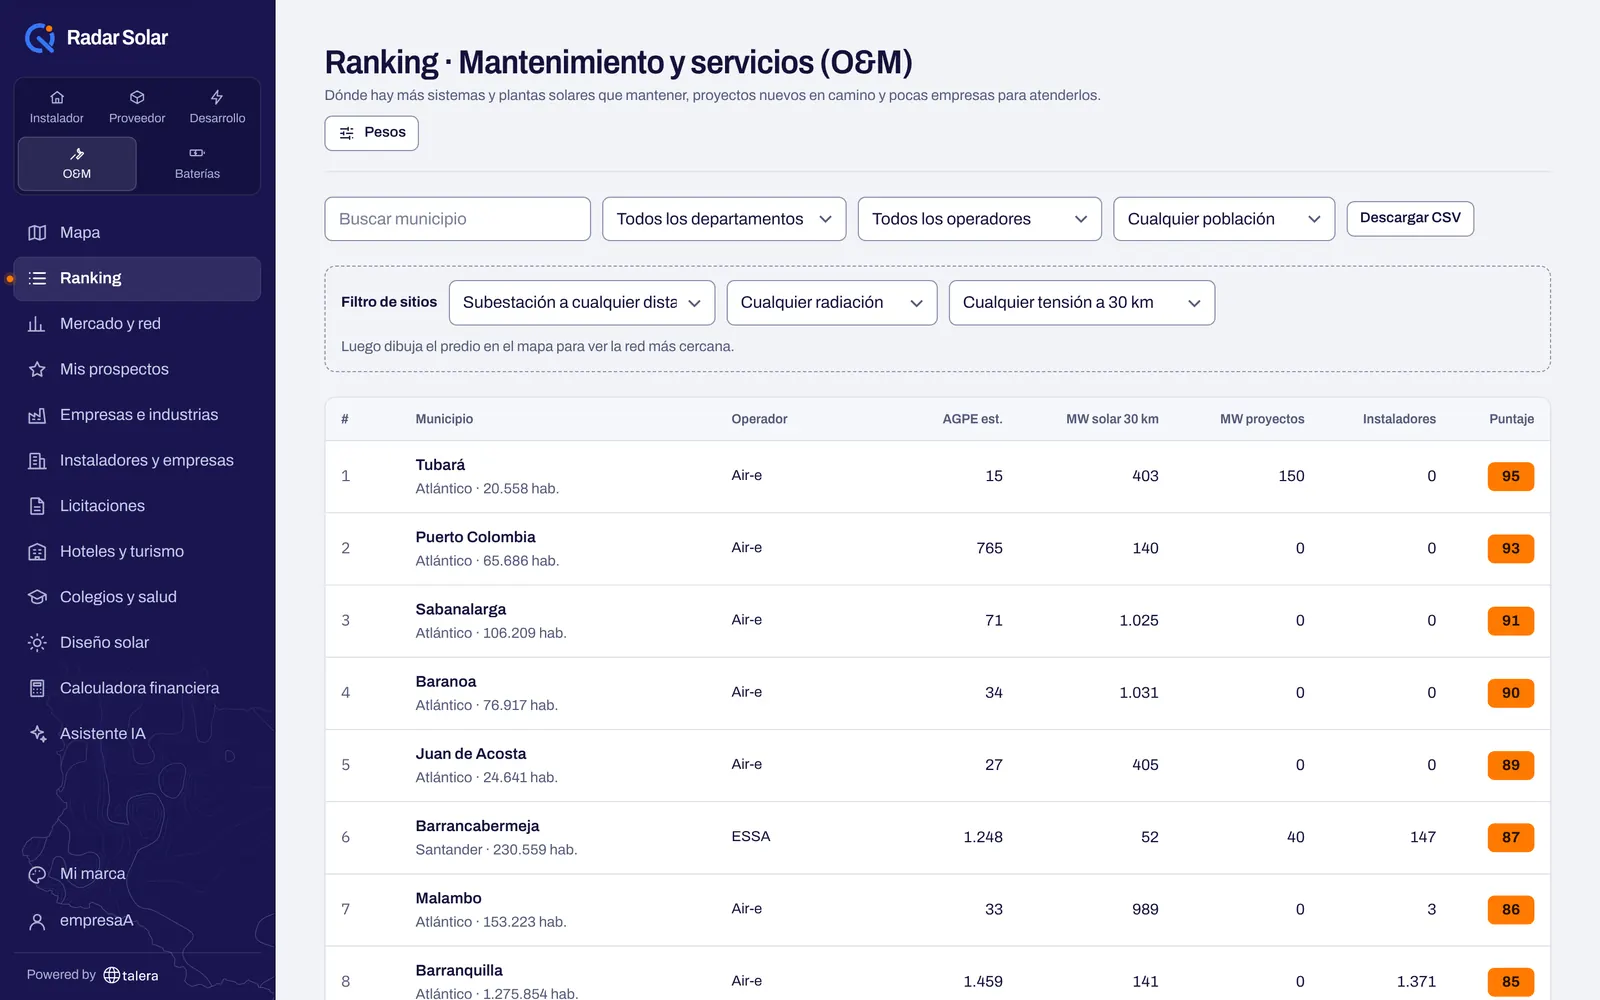 Radar Solar
Instalador
Proveedor
Desarrollo
O&M
Baterías
Mapa
Ranking
Mercado y red
Mis prospectos
Empresas e industrias
Instaladores y empresas
Licitaciones
Hoteles y turismo
Colegios y salud
Diseño solar
Calculadora financiera
Asistente IA
Mi marca
empresaA
Powered by talera
Ranking · Mantenimiento y servicios (O&M)
Dónde hay más sistemas y plantas solares que mantener, proyectos nuevos en camino y pocas empresas para atenderlos.
Pesos
Buscar municipio
Todos los departamentos
Todos los operadores
Cualquier población
Descargar CSV
Filtro de sitios
Subestación a cualquier dista
Cualquier radiación
Cualquier tensión a 30 km
Luego dibuja el predio en el mapa para ver la red más cercana.
# Municipio Operador AGPE est. MW solar 30 km MW proyectos Instaladores Puntaje
1 Tubará Air-e 15 403 150 0 95
Atlántico · 20.558 hab.
2 Puerto Colombia Air-e 765 140 0 0 93
Atlántico · 65.686 hab.
3 Sabanalarga Air-e 71 1.025 0 0 91
Atlántico · 106.209 hab.
4 Baranoa Air-e 34 1.031 0 0 90
Atlántico · 76.917 hab.
5 Juan de Acosta Air-e 27 405 0 0 89
Atlántico · 24.641 hab.
6 Barrancabermeja ESSA 1.248 52 40 147 87
Santander · 230.559 hab.
7 Malambo Air-e 33 989 0 3 86
Atlántico · 153.223 hab.
8 Barranquilla Air-e 1.459 141 0 1.371 85
Atlántico · 1.275.854 hab.